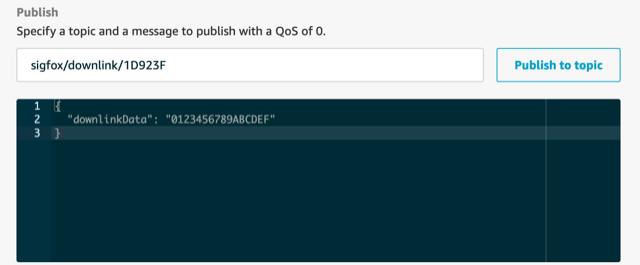 Publish
Specify a topic and a message to publish with a QoS of 0.
sigfox/downlink/1D923F
Publish to topic
1 {
2 "downlinkData": "0123456789ABCDEF"
3 }